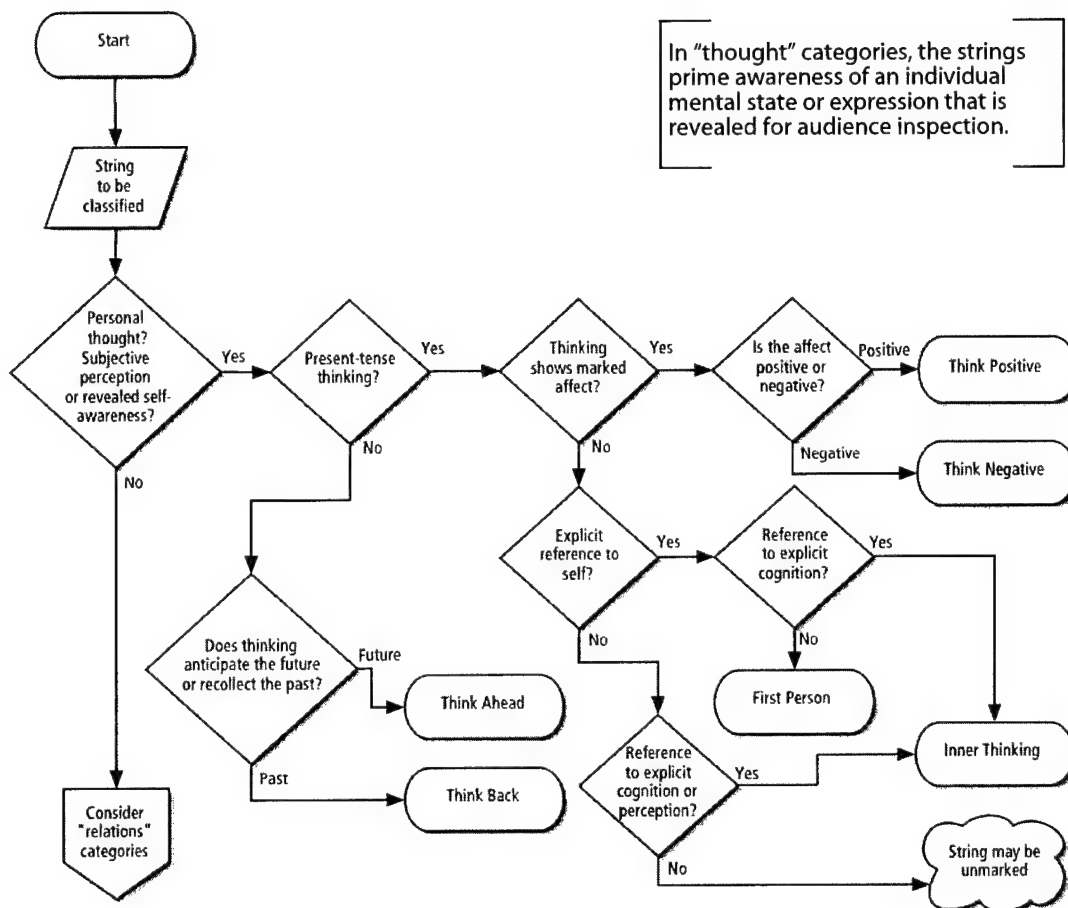 Start
In "thought" categories, the strings
prime awareness of an individual
mental state or expression that is
revealed for audience inspection.
String
to be
classified
Personal
thought?
Subjective
perception
or revealed self-
awareness?
Yes
No
Present-tense
thinking?
Yes
No
Thinking
shows marked
affect?
Yes
No
Is the affect
positive or
negative?
Positive
Negative
Think Positive
Think Negative
Explicit
reference to
self?
Yes
No
Reference
to explicit
cognition?
Yes
No
Does thinking
anticipate the future
or recollect the past?
Future
Past
Think Ahead
Think Back
First Person
Inner Thinking
Reference
to explicit
cognition or
perception?
Yes
No
Consider
"relations"
categories
String may be
unmarked